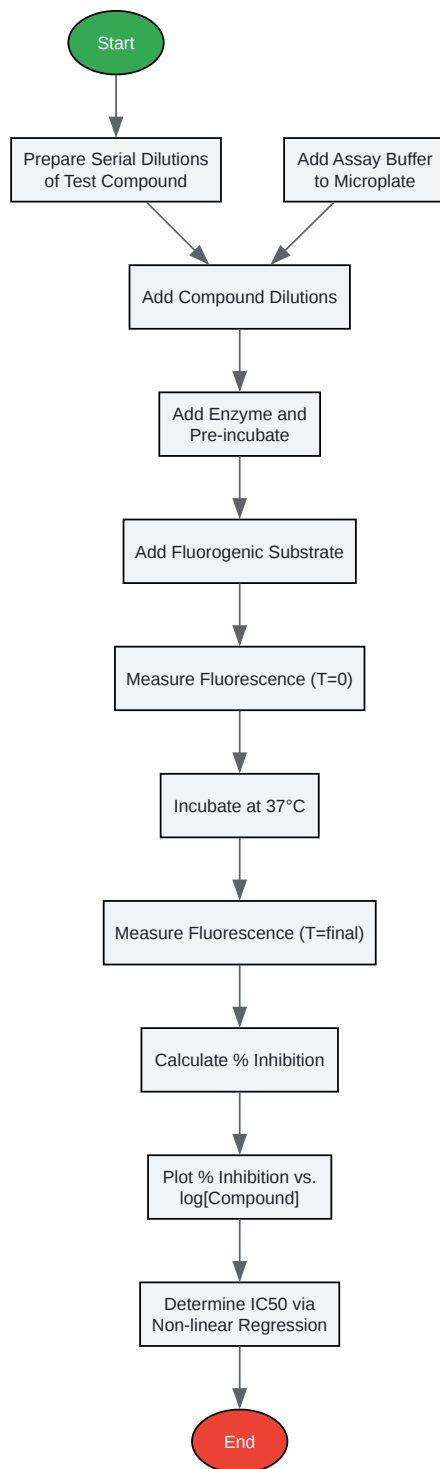 Start
Prepare Serial Dilutions
of Test Compound
Add Assay Buffer
to Microplate
Add Compound Dilutions
Add Enzyme and
Pre-incubate
Add Fluorogenic Substrate
Measure Fluorescence (T=0)
Incubate at 37°C
Measure Fluorescence (T=final)
Calculate % Inhibition
Plot % Inhibition vs.
log[Compound]
Determine IC50 via
Non-linear Regression
End